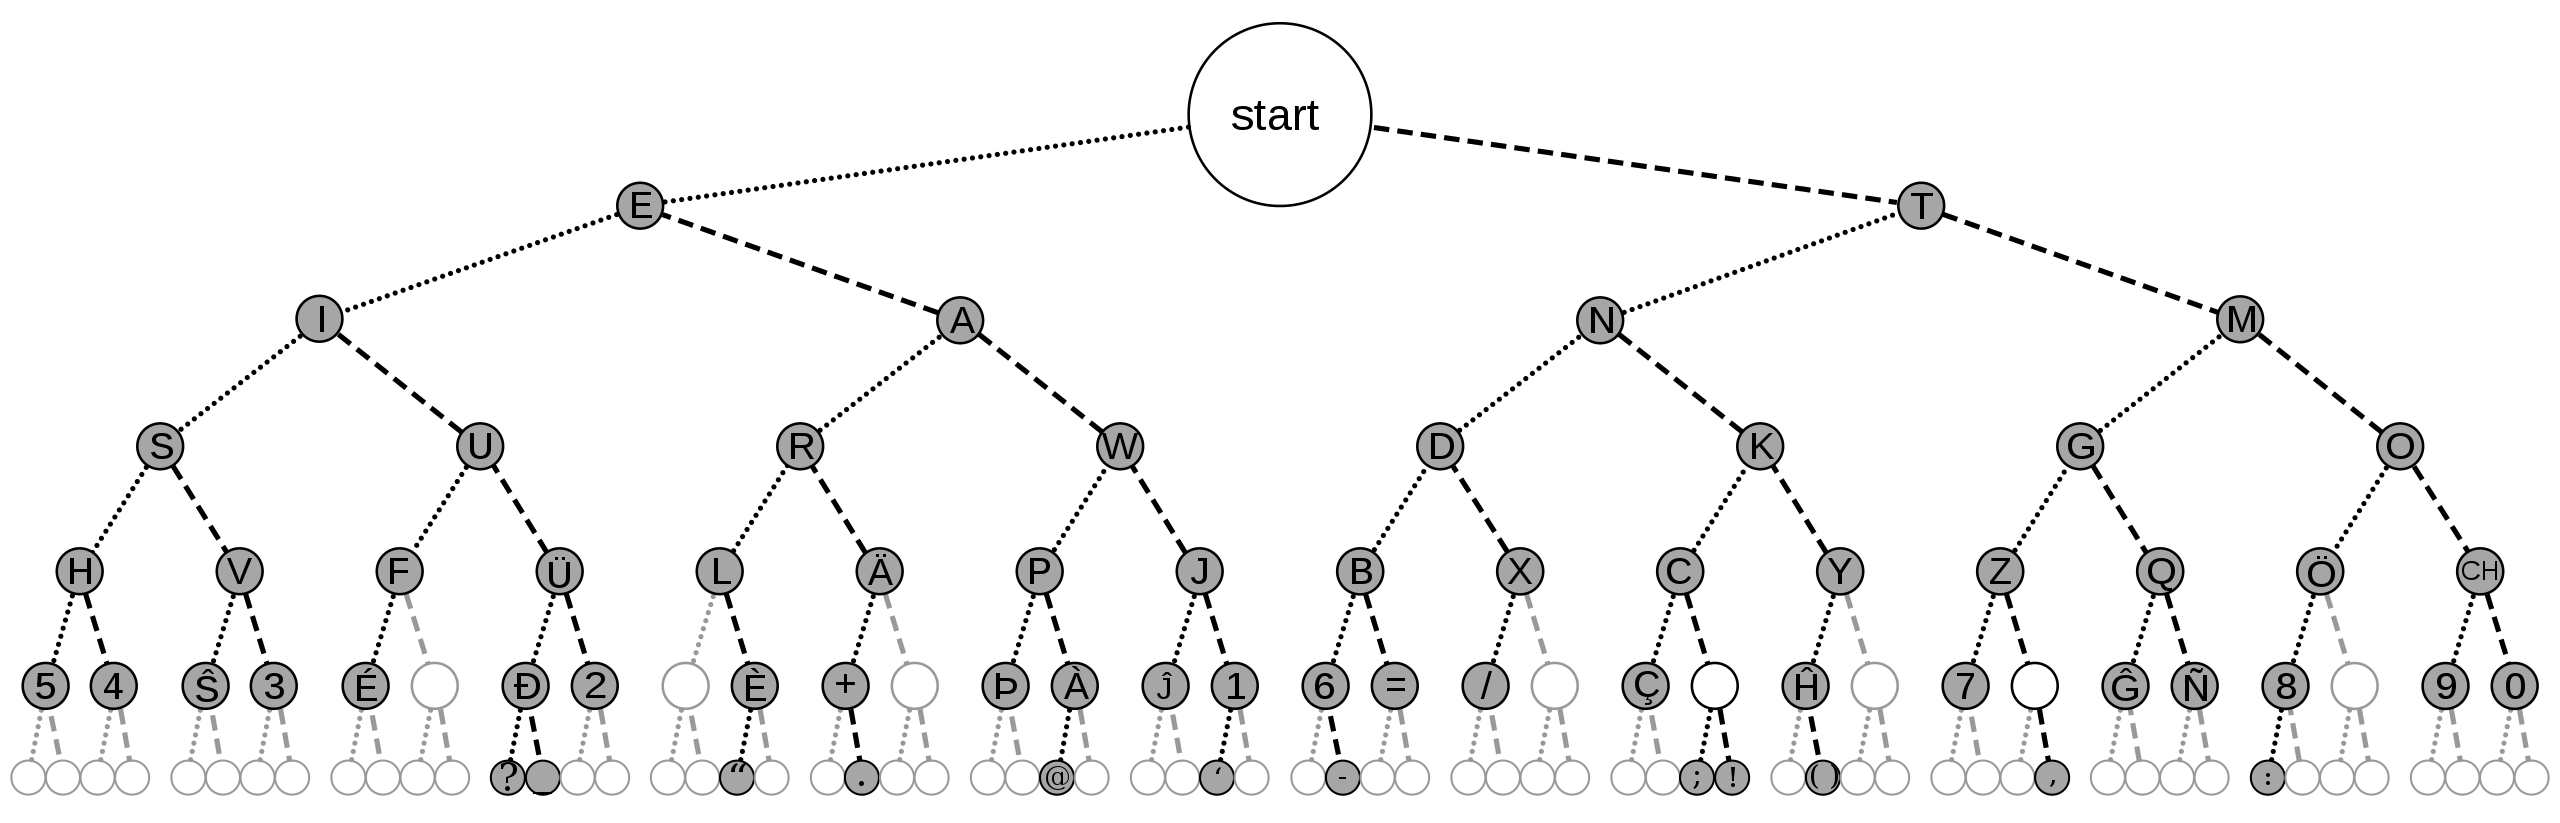 start
E T
I A N M
S U R W D K G O
H V F Ü L Ä P J B X C Y Z Q Ö CH
5 4 Ŝ 3 É Đ 2 È + Þ À Ĵ 1 6 = / Ç Ĥ 7 Ĝ Ñ 8 9 0
? _ “ . @ ‘ - ; ! ( ) , :